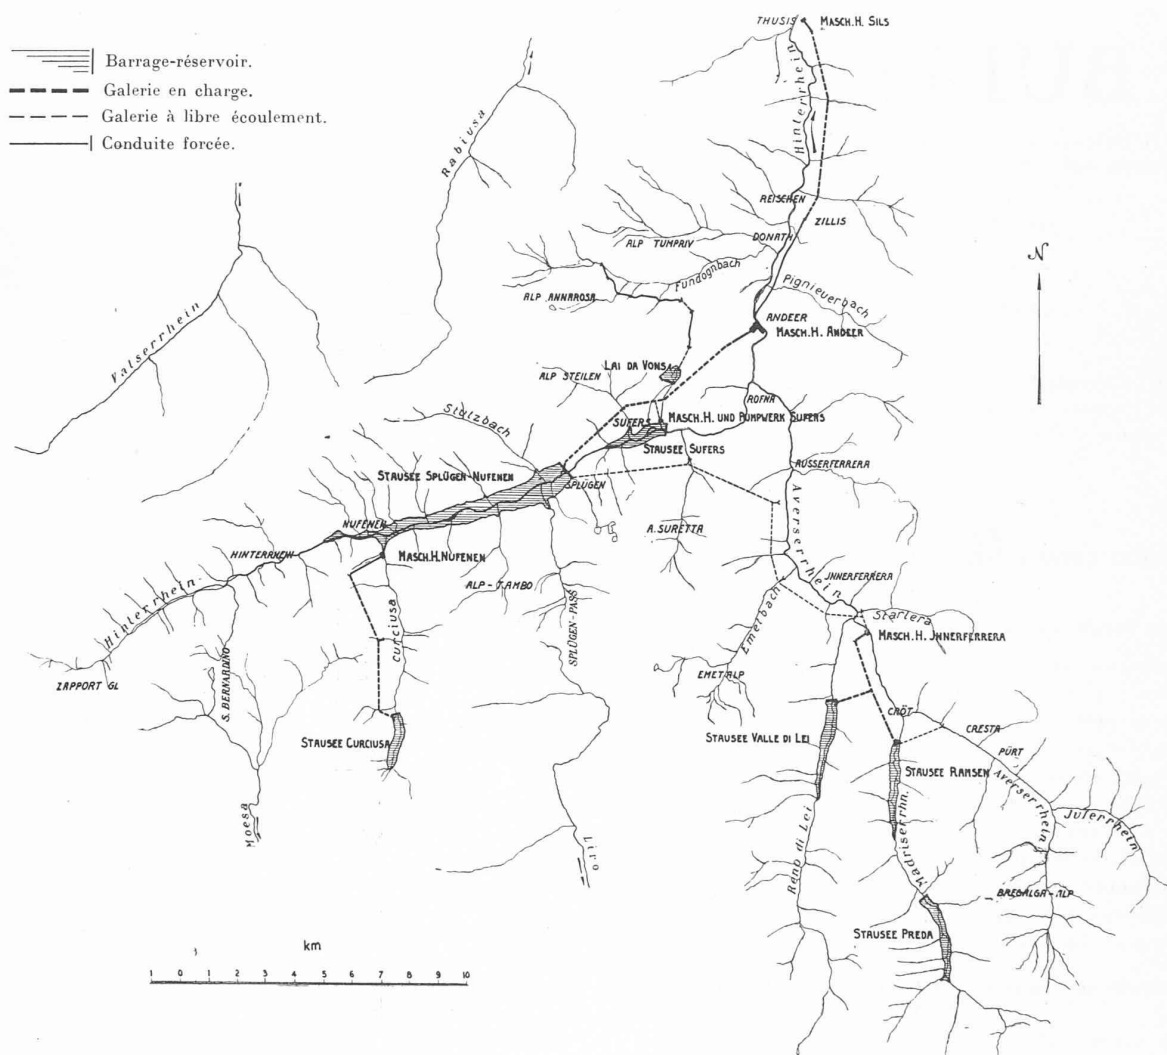 THUSIS
MASCH. H. SILS
Barrage-réservoir.
Galerie en charge.
Galerie à libre écoulement.
Conduite forcée.
Hinterrhein
Rabiusa
REISCHEN
ZILLIS
DONATH
ALP TUMPRIV
Fundognbach
Pignieuerbach
N
Valserrhein
ALP ANNAROSA
ANDEER
MASCH. H. ANDEER
LAI DA VONS
ALP STEILEN
ROFNA
Stulzbach
SUFERS
MASCH. H. UND PUMPWERK SUFERS
STAUSEE SUFERS
AUSSERFERRERA
STAUSEE SPLÜGEN-NUFENEN
SPLÜGEN
Averserrhein
A. SURETTA
NUFENEN
HINTERRHEIN
MASCH. H. NUFENEN
ALP-TAMBO
JNNERFERRERA
Hinterrhein
CURCIUSA
SPLÜGEN-PASS
Emelbach
Starlera
MASCH. H. JNNERFERRERA
ZAPPORT GL
S. BERNARDINO
EMET ALP
CRÖT
CRESTA
STAUSEE CURCIUSA
STAUSEE VALLE DI LEI
PÜRT
STAUSEE RAMSEN
Averserrhein
Juferrhein
Moesa
Liro
Reno di Lei
Madriserrhn.
BREGALGA-ALP
STAUSEE PREDA
km
1 0 1 2 3 4 5 6 7 8 9 10